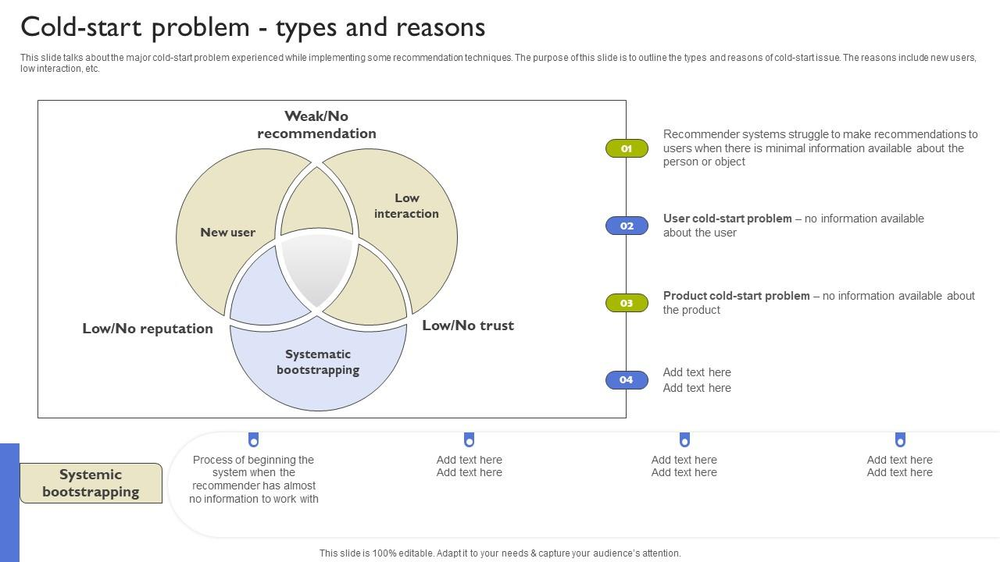 Cold-start problem - types and reasons
This slide talks about the major cold-start problem experienced while implementing some recommendation techniques. The purpose of this slide is to outline the types and reasons of cold-start issue. The reasons include new users,
low interaction, etc.
Weak/No
recommendation
New user
Low
interaction
Low/No reputation
Low/No trust
Systematic
bootstrapping
01
Recommender systems struggle to make recommendations to
users when there is minimal information available about the
person or object
02
User cold-start problem – no information available
about the user
03
Product cold-start problem – no information available about
the product
04
Add text here
Add text here
Systemic
bootstrapping
Process of beginning the
system when the
recommender has almost
no information to work with
Add text here
Add text here
Add text here
Add text here
Add text here
Add text here
This slide is 100% editable. Adapt it to your needs & capture your audience's attention.